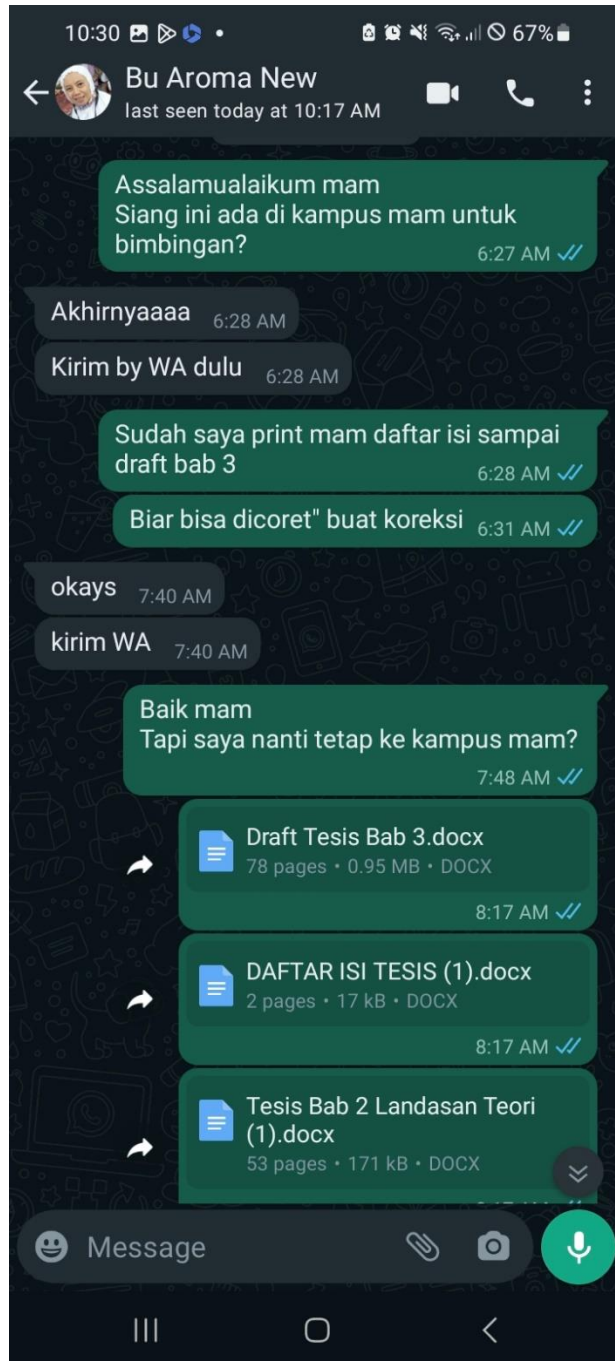 10:30
67%
Bu Aroma New
last seen today at 10:17 AM
Assalamualaikum mam
Siang ini ada di kampus mam untuk
bimbingan?
6:27 AM
Akhirnyaaaa 6:28 AM
Kirim by WA dulu 6:28 AM
Sudah saya print mam daftar isi sampai
draft bab 3
6:28 AM
Biar bisa dicoret" buat koreksi 6:31 AM
okays 7:40 AM
kirim WA 7:40 AM
Baik mam
Tapi saya nanti tetap ke kampus mam?
7:48 AM
Draft Tesis Bab 3.docx
78 pages • 0.95 MB • DOCX
8:17 AM
DAFTAR ISI TESIS (1).docx
2 pages • 17 kB • DOCX
8:17 AM
Tesis Bab 2 Landasan Teori
(1).docx
53 pages • 171 kB • DOCX
Message